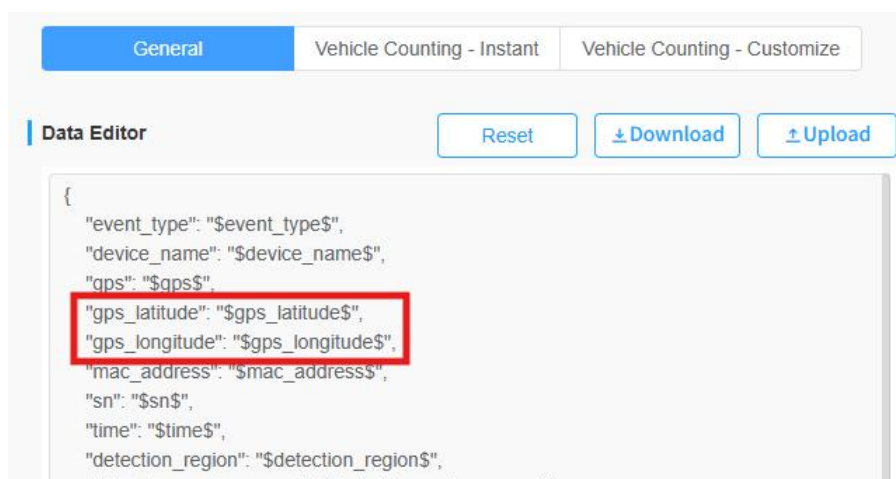 General Vehicle Counting - Instant Vehicle Counting - Customize
Data Editor Reset Download Upload
{
"event_type": "$event_type$",
"device_name": "$device_name$",
"gps": "$gps$",
"gps_latitude": "$gps_latitude$",
"gps_longitude": "$gps_longitude$",
"mac_address": "$mac_address$",
"sn": "$sn$",
"time": "$time$",
"detection_region": "$detection_region$",